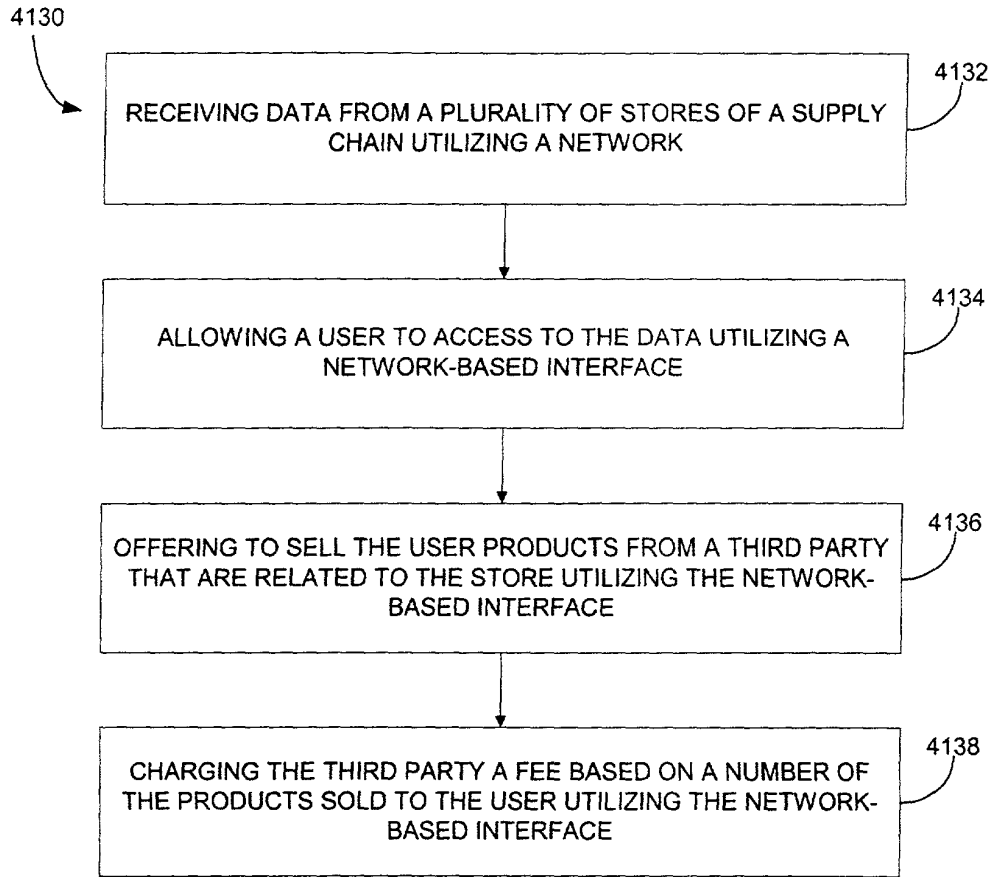 4130
4132
RECEIVING DATA FROM A PLURALITY OF STORES OF A SUPPLY
CHAIN UTILIZING A NETWORK
4134
ALLOWING A USER TO ACCESS TO THE DATA UTILIZING A
NETWORK-BASED INTERFACE
4136
OFFERING TO SELL THE USER PRODUCTS FROM A THIRD PARTY
THAT ARE RELATED TO THE STORE UTILIZING THE NETWORK-
BASED INTERFACE
4138
CHARGING THE THIRD PARTY A FEE BASED ON A NUMBER OF
THE PRODUCTS SOLD TO THE USER UTILIZING THE NETWORK-
BASED INTERFACE